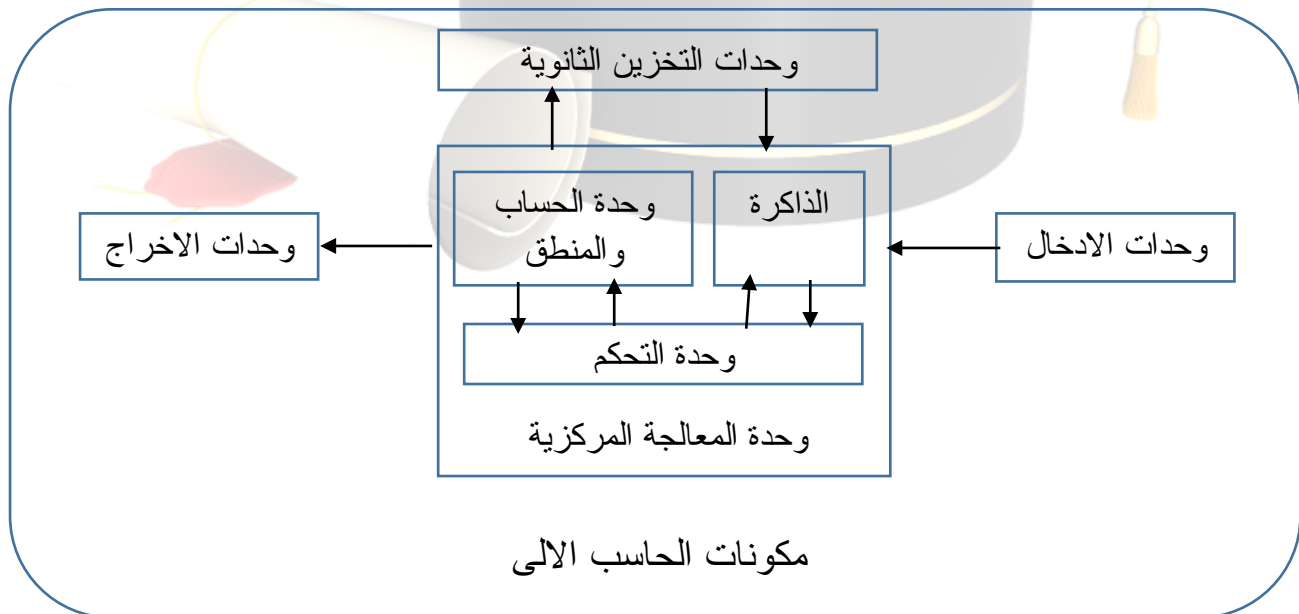 وحدات التخزين الثانوية
الذاكرة
وحدة الحساب
والمنطق
وحدات الادخال
وحدات الاخراج
وحدة التحكم
وحدة المعالجة المركزية
مكونات الحاسب الالى